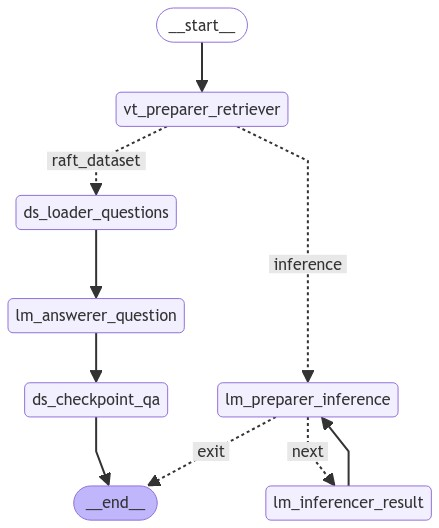 __start__
vt_preparer_retriever
raft_dataset
ds_loader_questions
inference
lm_answerer_question
ds_checkpoint_qa
lm_preparer_inference
exit
next
__end__
lm_inferencer_result